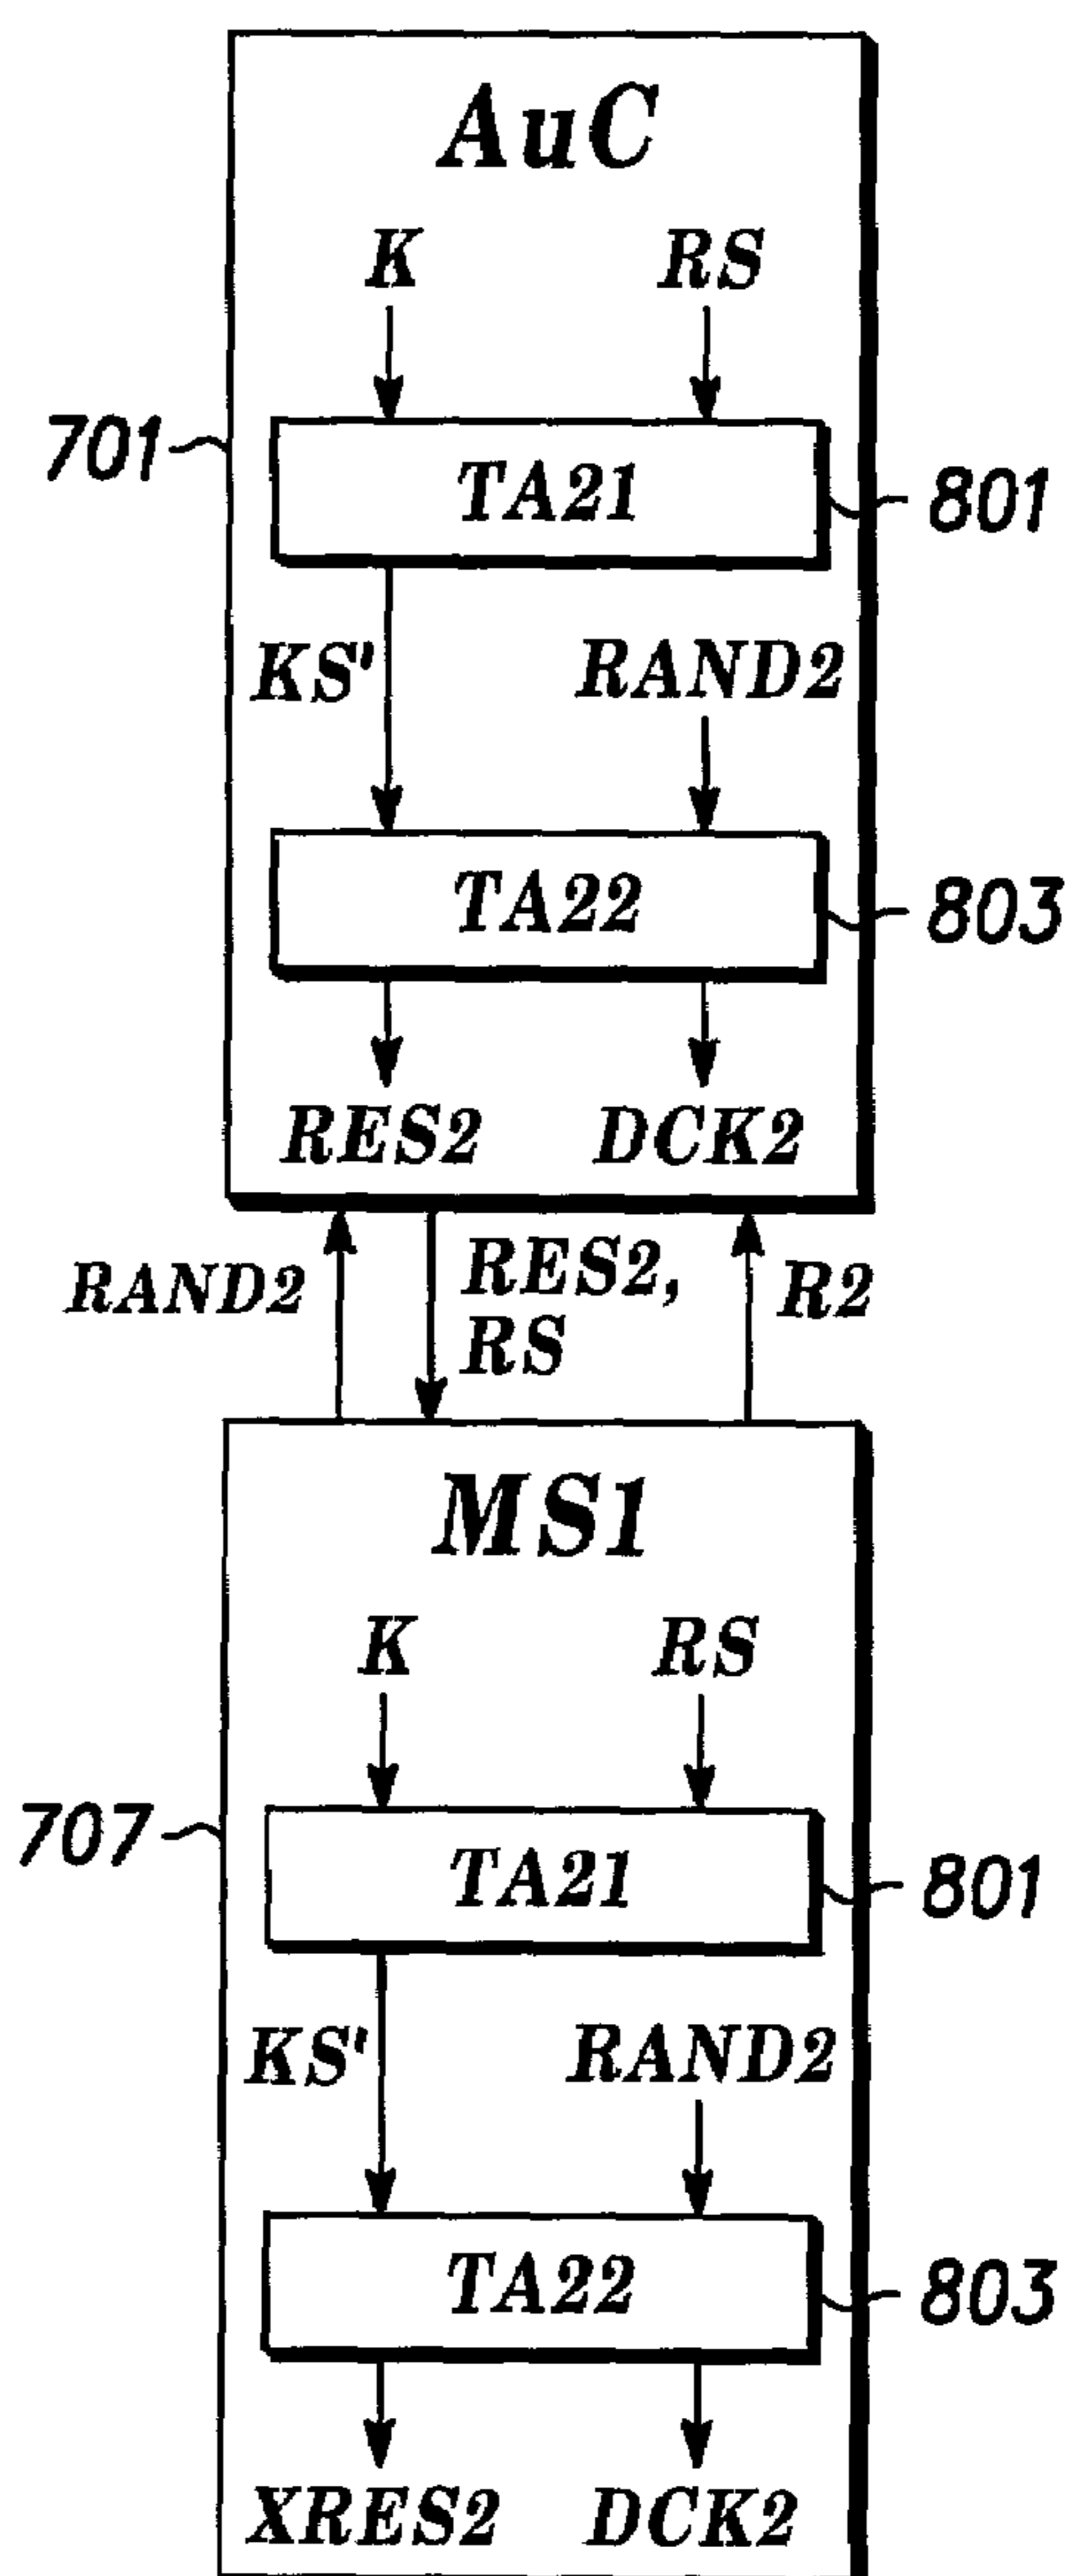 AuC
K RS
701
TA21
801
KS' RAND2
TA22
803
RES2 DCK2
RAND2
RES2,
RS
R2
MS1
K RS
707
TA21
801
KS' RAND2
TA22
803
XRES2 DCK2